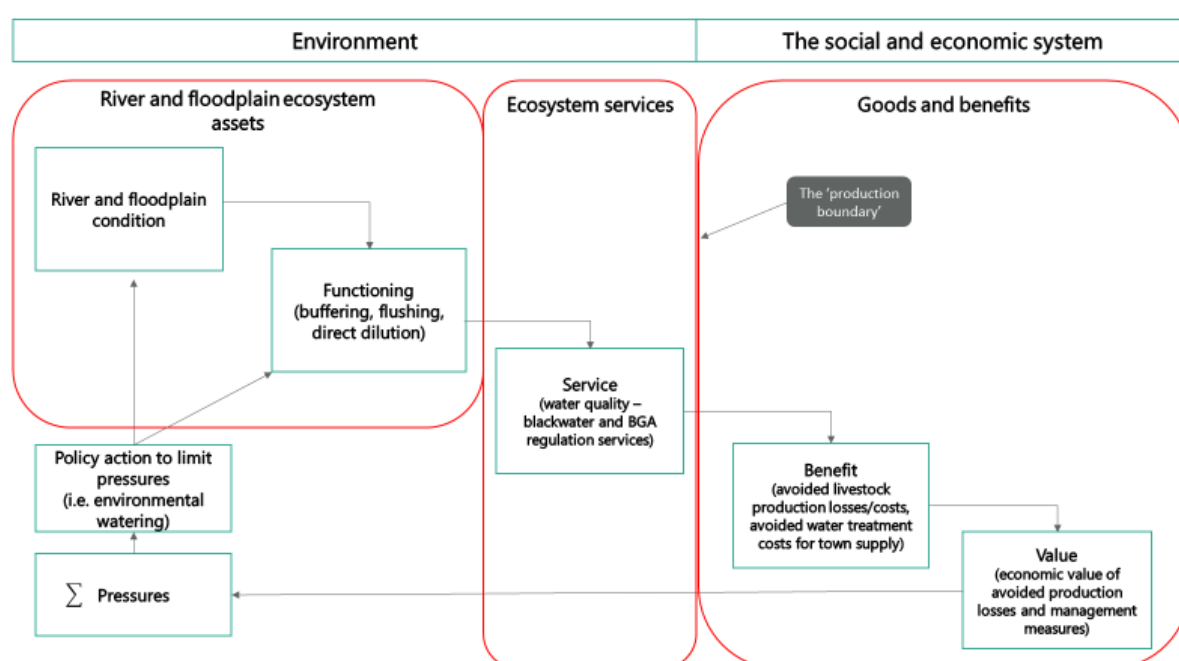 Environment
The social and economic system
River and floodplain ecosystem
assets
Ecosystem services
Goods and benefits
River and floodplain
condition
The 'production
boundary'
Functioning
(buffering, flushing,
direct dilution)
Service
(water quality –
blackwater and BGA
regulation services)
Policy action to limit
pressures
(i.e. environmental
watering)
Benefit
(avoided livestock
production losses/costs,
avoided water treatment
costs for town supply)
∑ Pressures
Value
(economic value of
avoided production
losses and management
measures)